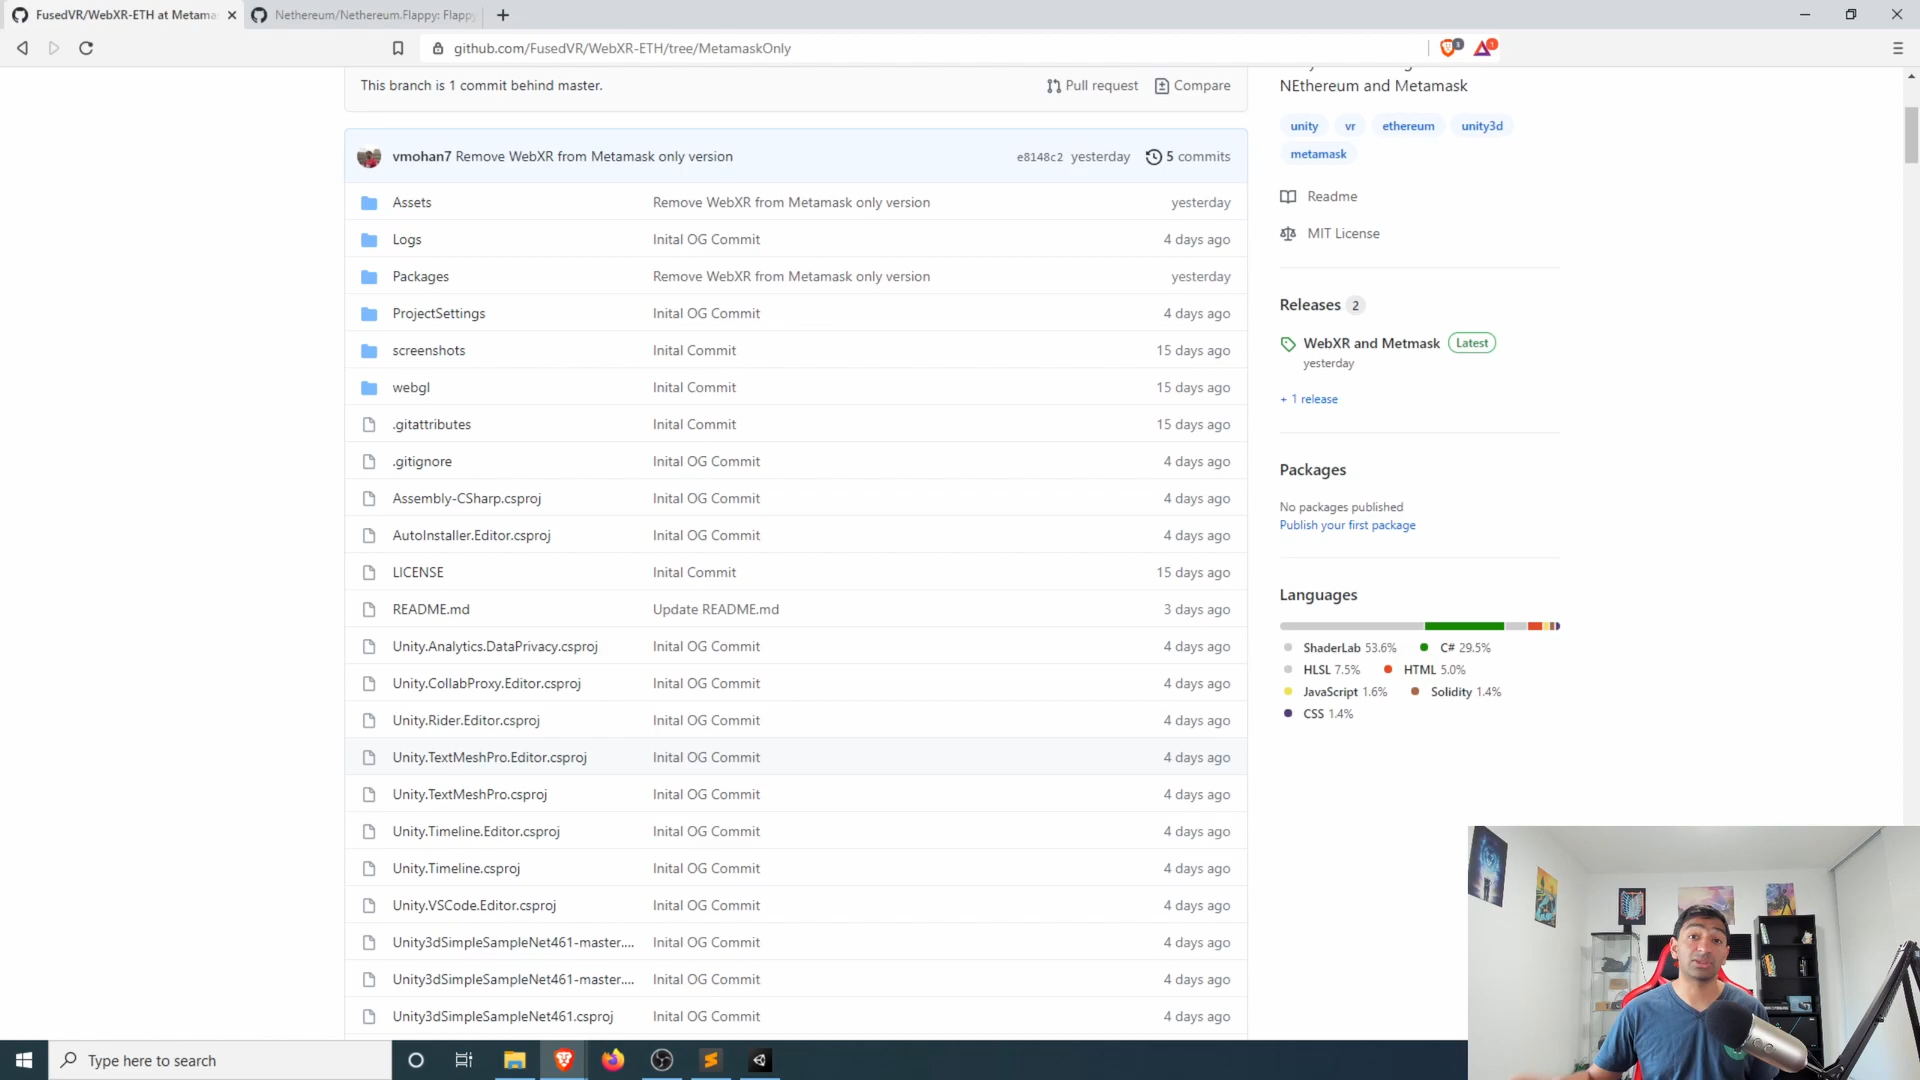 FusedVR/WebXR-ETH at Metama
Nethereum/Nethereum.Flappy: Flappy
github.com/FusedVR/WebXR-ETH/tree/MetamaskOnly
3
1
This branch is 1 commit behind master.
Pull request
Compare
vmohan7 Remove WebXR from Metamask only version
e8148c2 yesterday
5 commits
Assets Remove WebXR from Metamask only version yesterday
Logs Inital OG Commit 4 days ago
Packages Remove WebXR from Metamask only version yesterday
ProjectSettings Inital OG Commit 4 days ago
screenshots Inital Commit 15 days ago
webgl Inital Commit 15 days ago
.gitattributes Inital Commit 15 days ago
.gitignore Inital OG Commit 4 days ago
Assembly-CSharp.csproj Inital OG Commit 4 days ago
AutoInstaller.Editor.csproj Inital OG Commit 4 days ago
LICENSE Inital Commit 15 days ago
README.md Update README.md 3 days ago
Unity.Analytics.DataPrivacy.csproj Inital OG Commit 4 days ago
Unity.CollabProxy.Editor.csproj Inital OG Commit 4 days ago
Unity.Rider.Editor.csproj Inital OG Commit 4 days ago
Unity.TextMeshPro.Editor.csproj Inital OG Commit 4 days ago
Unity.TextMeshPro.csproj Inital OG Commit 4 days ago
Unity.Timeline.Editor.csproj Inital OG Commit 4 days ago
Unity.Timeline.csproj Inital OG Commit 4 days ago
Unity.VSCode.Editor.csproj Inital OG Commit 4 days ago
Unity3dSimpleSampleNet461-master.... Inital OG Commit 4 days ago
Unity3dSimpleSampleNet461-master.... Inital OG Commit 4 days ago
Unity3dSimpleSampleNet461.csproj Inital OG Commit 4 days ago
NEthereum and Metamask
unity vr ethereum unity3d
metamask
Readme
MIT License
Releases 2
WebXR and Metmask Latest
yesterday
+ 1 release
Packages
No packages published
Publish your first package
Languages
ShaderLab 53.6% C# 29.5%
HLSL 7.5% HTML 5.0%
JavaScript 1.6% Solidity 1.4%
CSS 1.4%
Type here to search